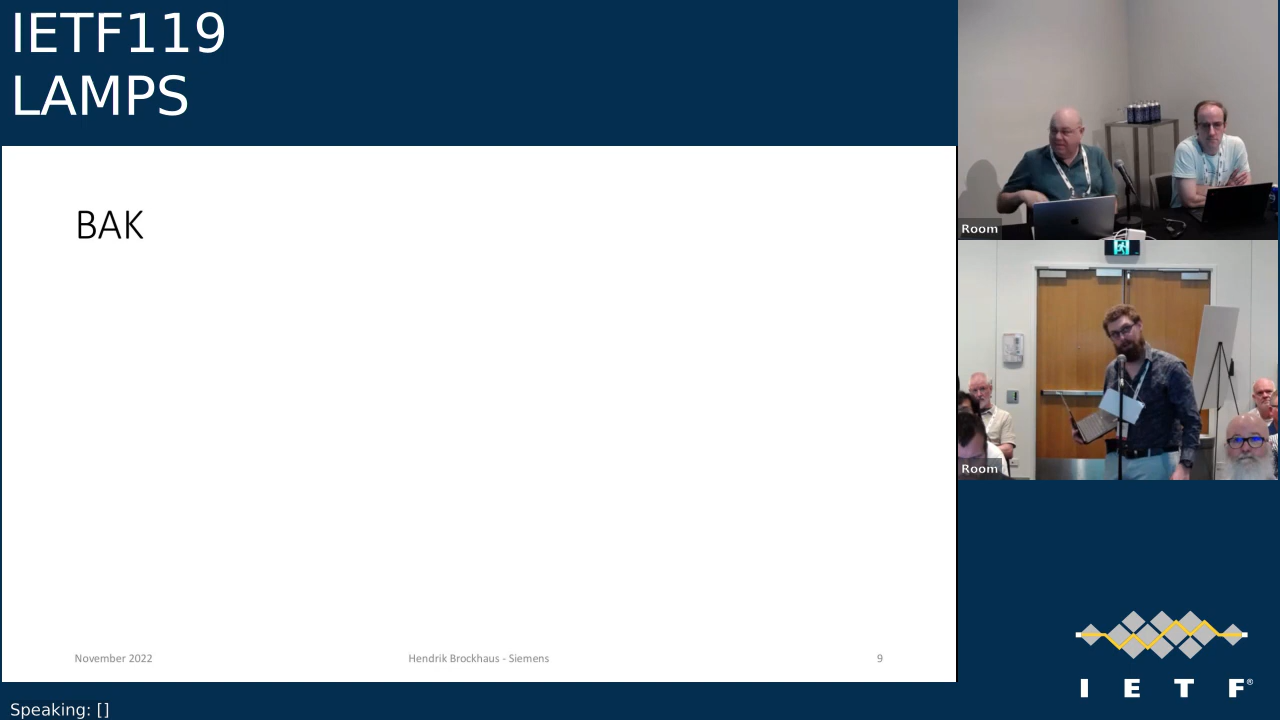 IETF119
LAMPS
BAK
November 2022
Hendrik Brockhaus - Siemens
9
Speaking: []
Room
Room
I E T F®